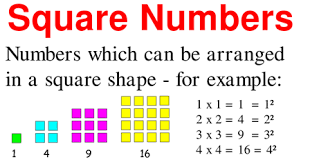 Square Numbers
Numbers which can be arranged
in a square shape - for example:
1 x 1 = 1 = 1²
2 x 2 = 4 = 2²
3 x 3 = 9 = 3²
4 x 4 = 16 = 4²
1 4 9 16